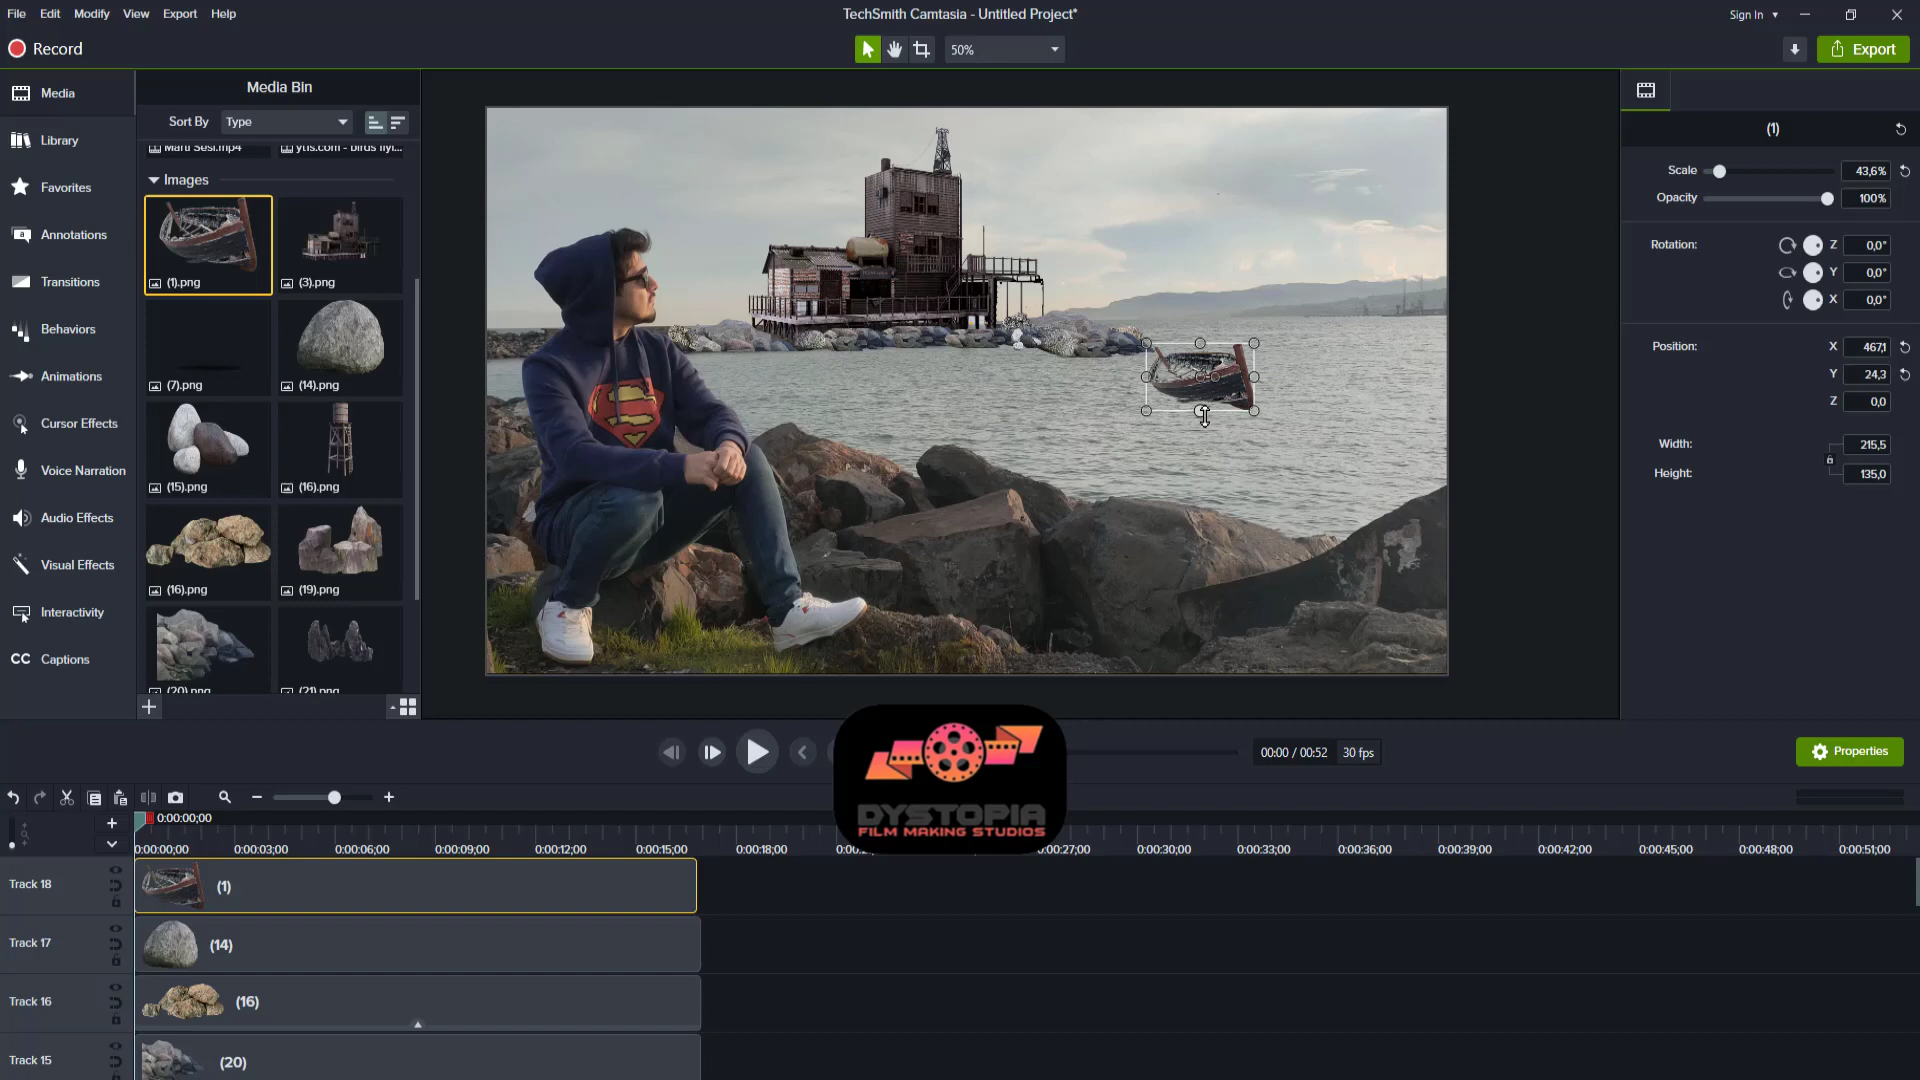 File Edit Modify View Export Help
TechSmith Camtasia - Untitled Project*
Sign In
Record
50%
Export
Media
Library
Favorites
Annotations
Transitions
Behaviors
Animations
Cursor Effects
Voice Narration
Audio Effects
Visual Effects
Interactivity
CC Captions
Media Bin
Sort By Type
Marti Sesi.mp4
Images
(1).png (3).png
(7).png (14).png
(15).png (16).png
(16).png (19).png
(20).png (21).png
(1)
Scale 43,6%
Opacity 100%
Rotation: Z 0,0°
Y 0,0°
X 0,0°
Position: X 467,1
Y 24,3
Z 0,0
Width: 215,5
Height: 135,0
DYSTOPIA
FILM MAKING STUDIOS
00:00 / 00:52 30 fps
Properties
0:00:00;00
0:00:00;00 0:00:03;00 0:00:06;00 0:00:09;00 0:00:12;00 0:00:15;00 0:00:18;00 0:00:27;00 0:00:30;00 0:00:33;00 0:00:36;00 0:00:39;00 0:00:42;00 0:00:45;00 0:00:48;00 0:00:51;00
Track 18 (1)
Track 17 (14)
Track 16 (16)
Track 15 (20)